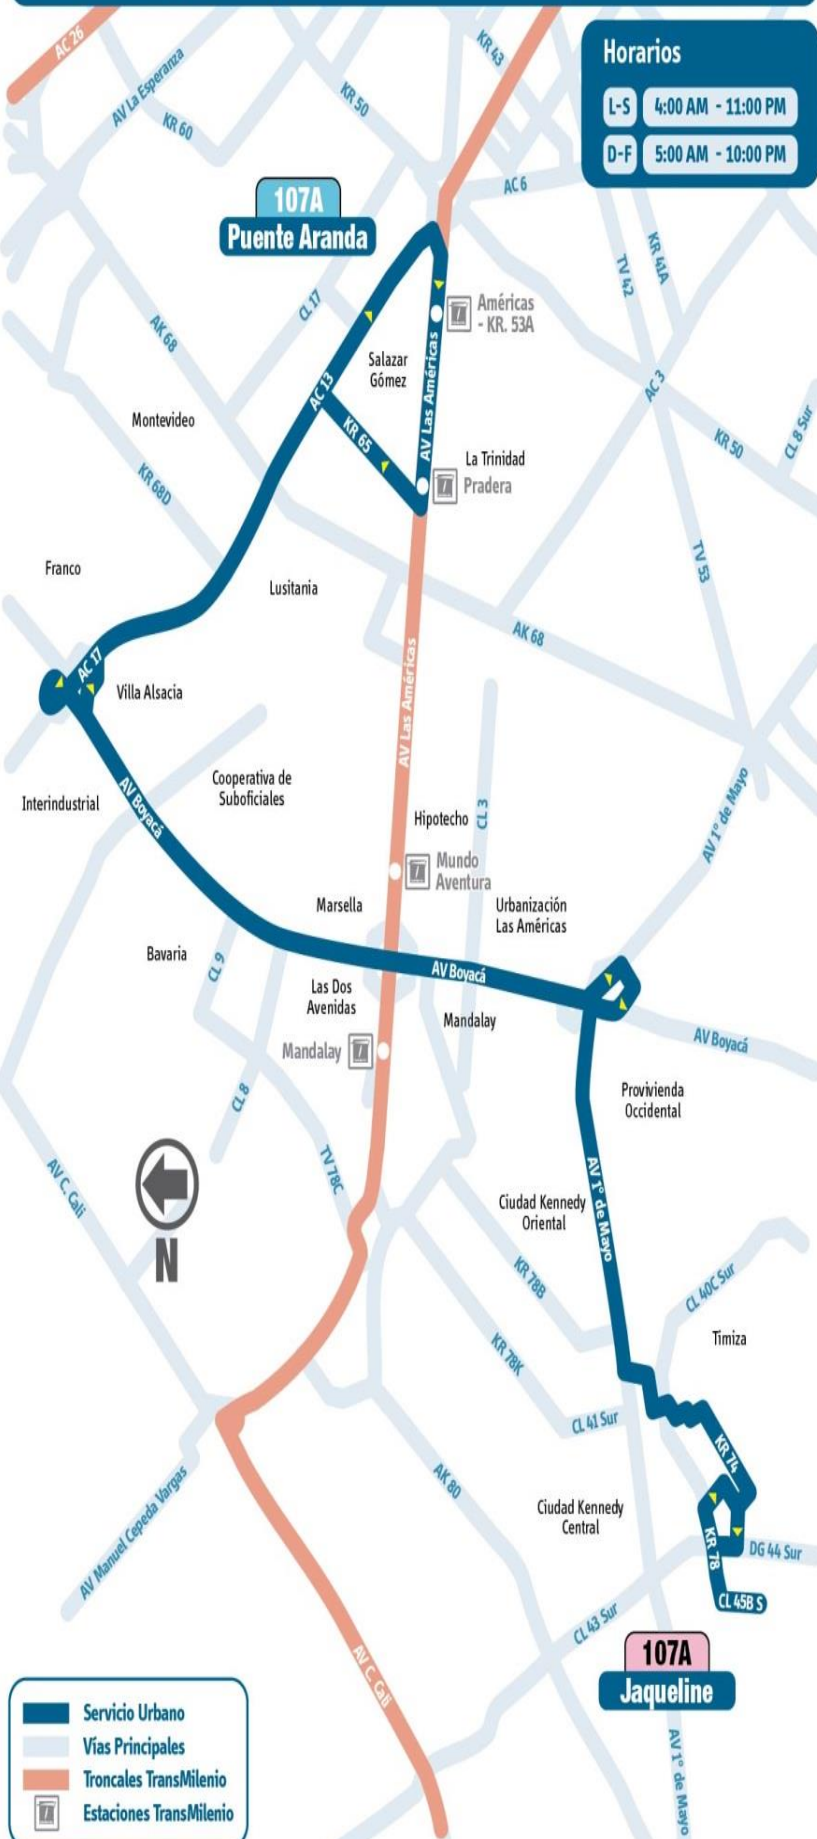 AC 26
AV La Esperanza
KR 60
KR 50
KR 43
Horarios
L-S 4:00 AM - 11:00 PM
D-F 5:00 AM - 10:00 PM
AC 6
107A
Puente Aranda
CL 17
TV 42
KR 41A
Américas
- KR. 53A
AK 68
Salazar
Gómez
AV Las Américas
AC 13
AC 3
Montevideo
KR 65
KR 50
CL 8 Sur
La Trinidad
Pradera
KR 68D
Franco
Lusitania
TV 53
AK 68
AC 17
Villa Alsacia
AV Las Américas
Interindustrial
AV Boyacá
Cooperativa de
Suboficiales
Hipotecho
CL 3
AV 1° de Mayo
Mundo
Aventura
Marsella
Urbanización
Las Américas
Bavaria
CL 9
AV Boyacá
Las Dos
Avenidas
Mandalay
Mandalay
AV Boyacá
CL 8
Provivienda
Occidental
AV C. Cali
TV 78C
N
AV 1° de Mayo
Ciudad Kennedy
Oriental
KR 78B
CL 40C Sur
Timiza
KR 78K
CL 41 Sur
AK 80
KR 74
AV Manuel Cepeda Vargas
Ciudad Kennedy
Central
KR 78
DG 44 Sur
CL 45B S
CL 43 Sur
107A
Jaqueline
AV C. Cali
AV 1° de Mayo
Servicio Urbano
Vías Principales
Troncales TransMilenio
Estaciones TransMilenio